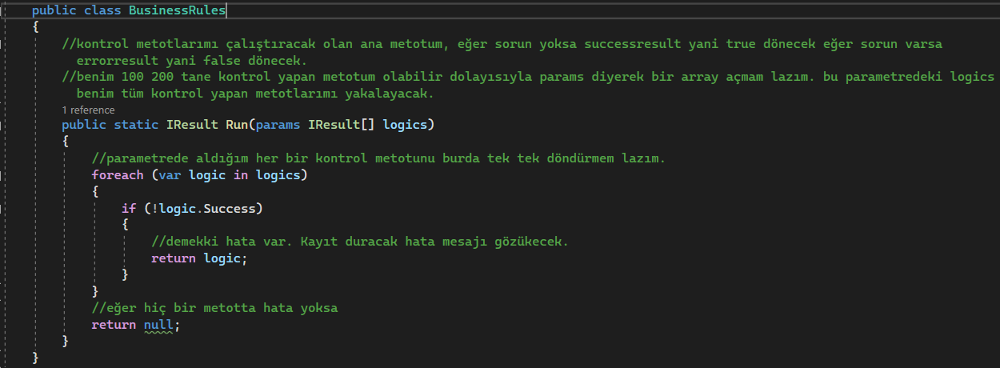 public class BusinessRules
{
//kontrol metotlarımı çalıştıracak olan ana metotum, eğer sorun yoksa successresult yani true dönecek eğer sorun varsa
errorresult yani false dönecek.
//benim 100 200 tane kontrol yapan metotum olabilir dolayısıyla params diyerek bir array açmam lazım. bu parametredeki logics
benim tüm kontrol yapan metotlarımı yakalayacak.
1 reference
public static IResult Run(params IResult[] logics)
{
//parametrede aldığım her bir kontrol metotunu burda tek tek döndürmem lazım.
foreach (var logic in logics)
{
if (!logic.Success)
{
//demekki hata var. Kayıt duracak hata mesajı gözükecek.
return logic;
}
}
//eğer hiç bir metotta hata yoksa
return null;
}
}